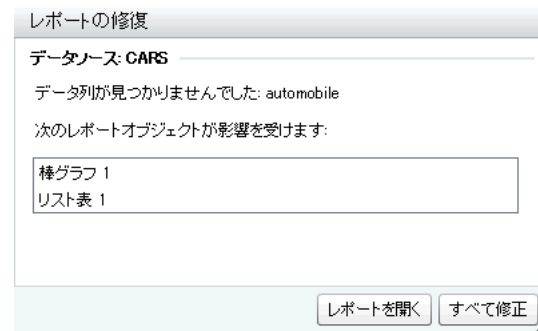 レポートの修復
データソース: CARS
データ列が見つかりませんでした: automobile
次のレポートオブジェクトが影響を受けます:
棒グラフ 1
リスト表 1
レポートを開く すべて修正